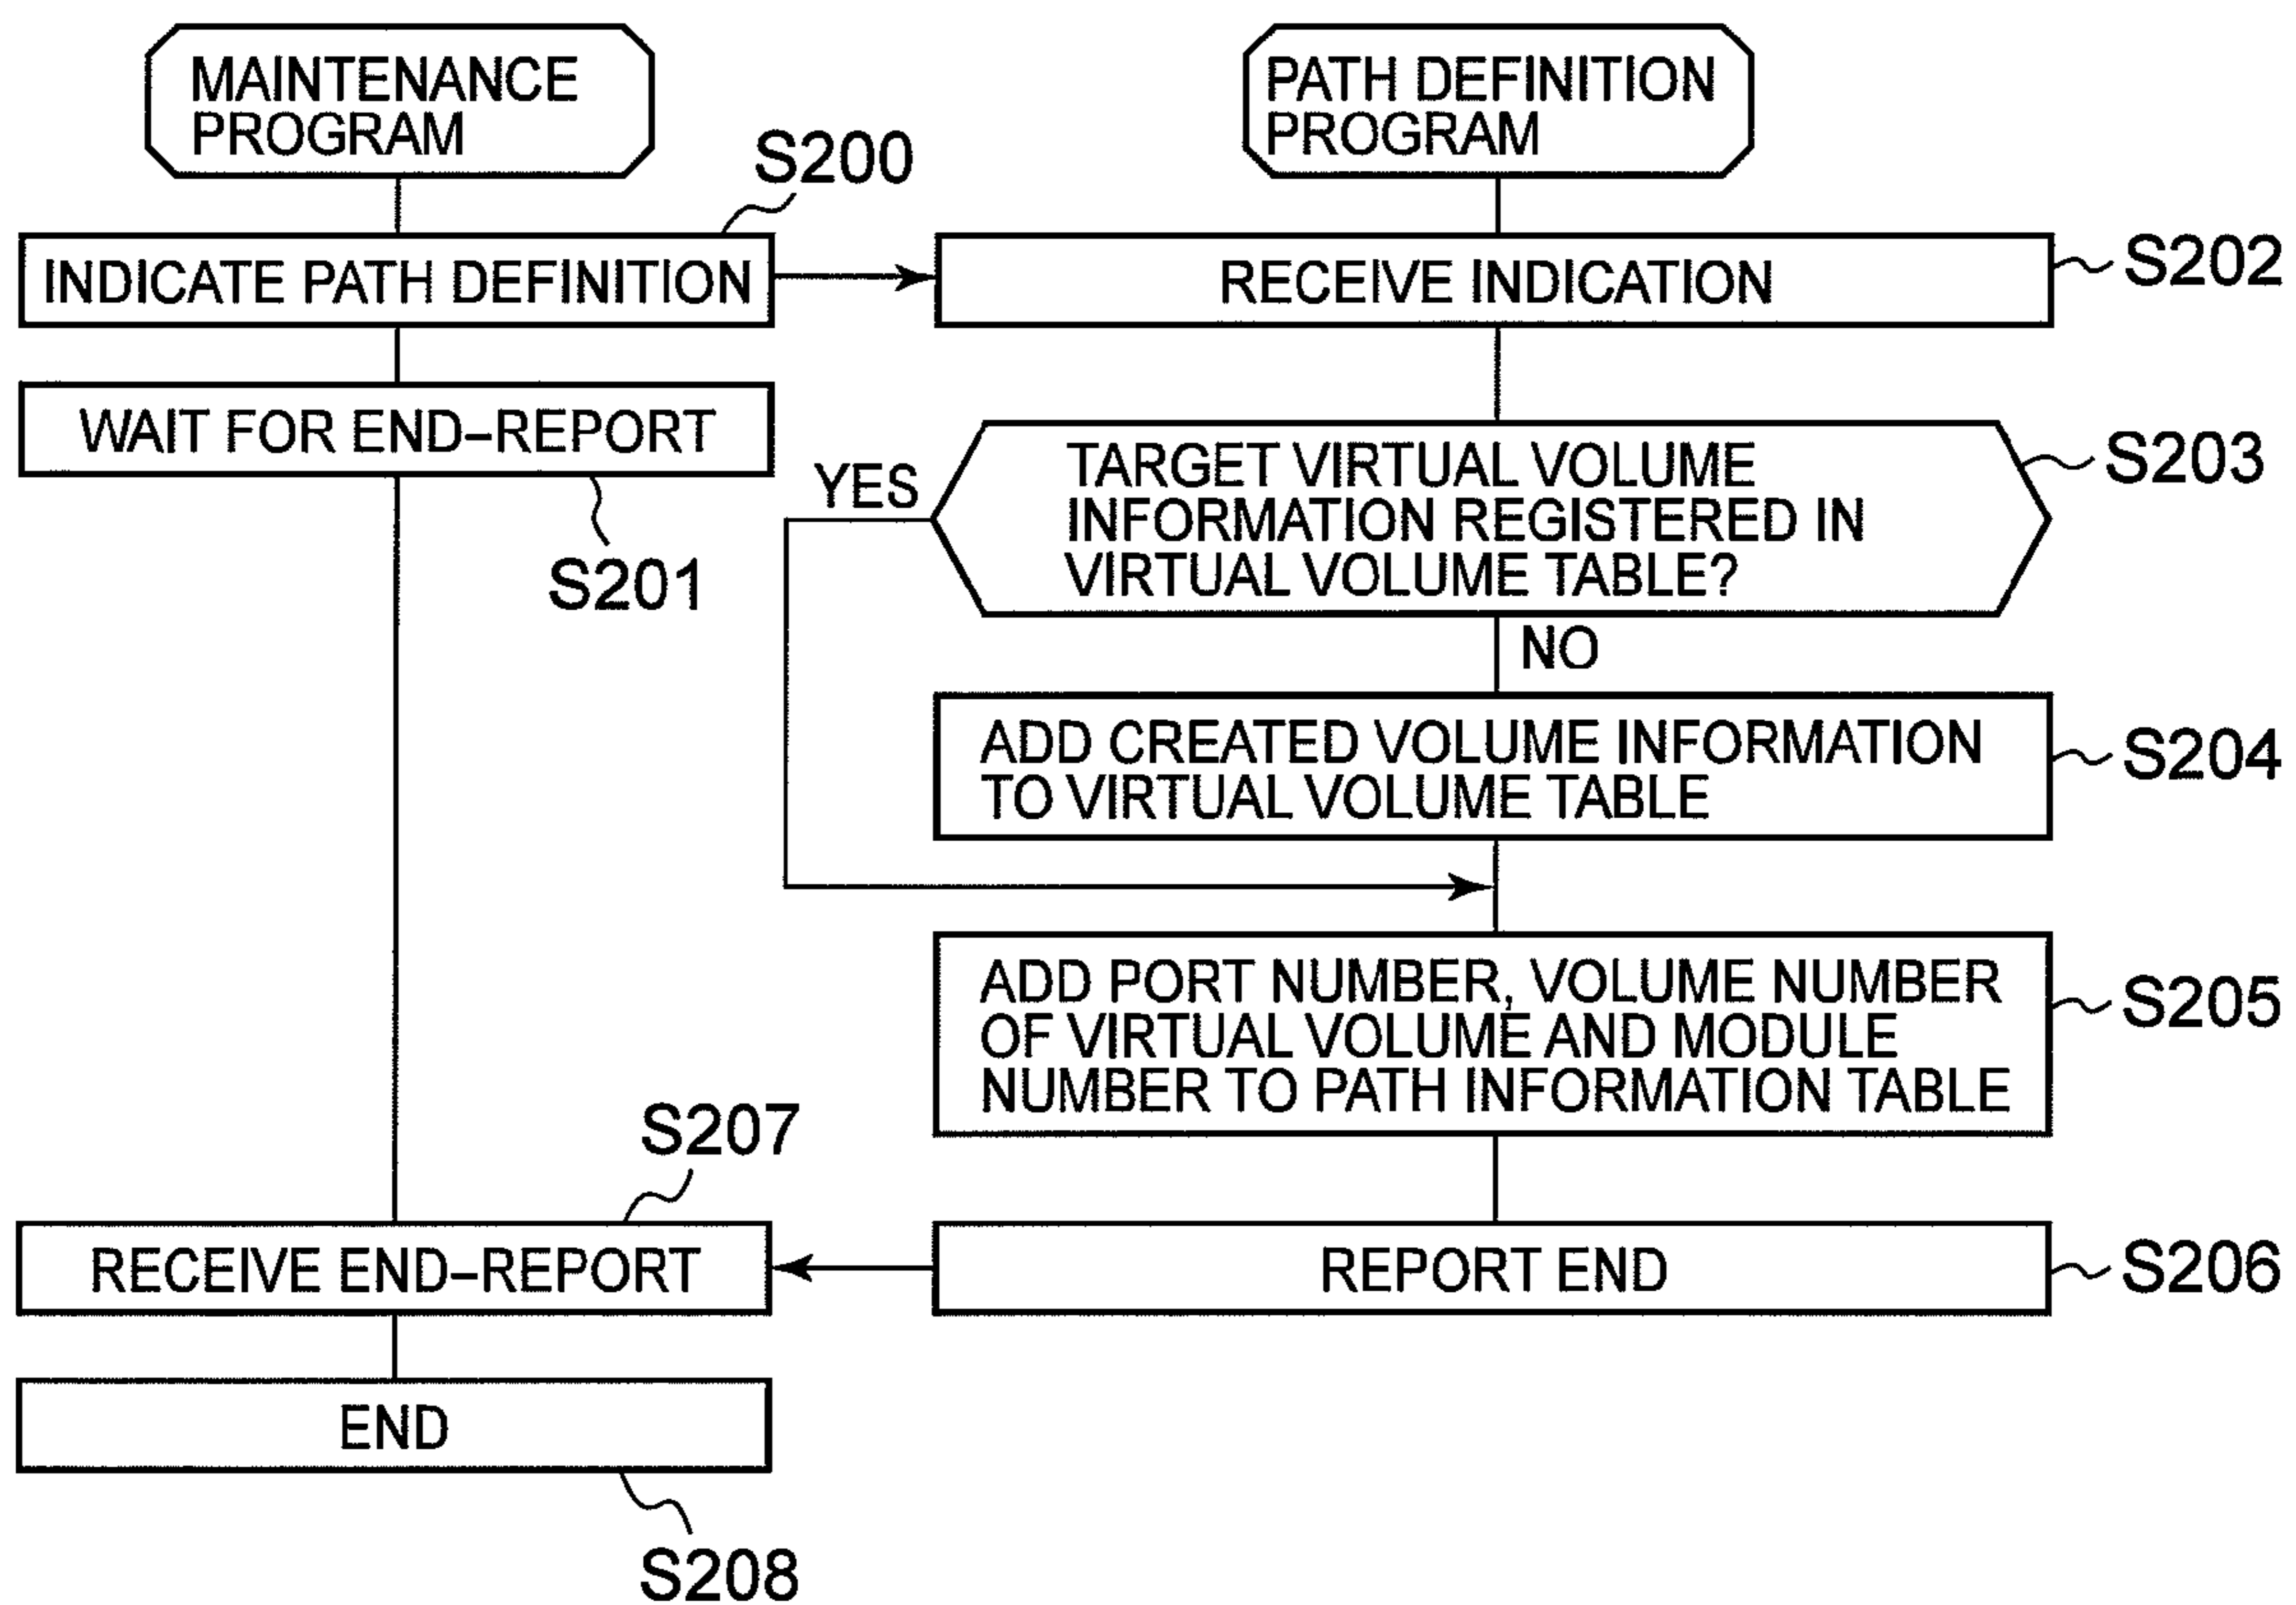 MAINTENANCE
PROGRAM
PATH DEFINITION
PROGRAM
S200
INDICATE PATH DEFINITION
RECEIVE INDICATION
S202
WAIT FOR END-REPORT
S201
YES
TARGET VIRTUAL VOLUME
INFORMATION REGISTERED IN
VIRTUAL VOLUME TABLE?
S203
NO
ADD CREATED VOLUME INFORMATION
TO VIRTUAL VOLUME TABLE
S204
ADD PORT NUMBER, VOLUME NUMBER
OF VIRTUAL VOLUME AND MODULE
NUMBER TO PATH INFORMATION TABLE
S205
S207
RECEIVE END-REPORT
REPORT END
S206
END
S208